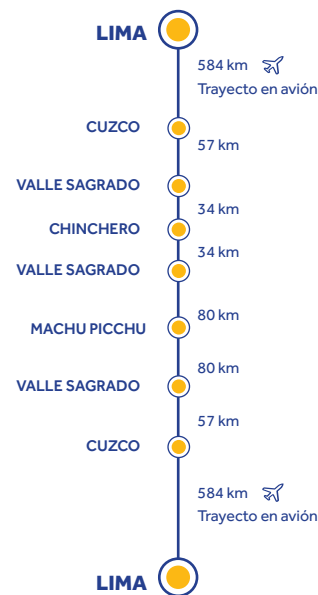 LIMA
584 km
Trayecto en avión
CUZCO
57 km
VALLE SAGRADO
34 km
CHINCHERO
34 km
VALLE SAGRADO
80 km
MACHU PICCHU
80 km
VALLE SAGRADO
57 km
CUZCO
584 km
Trayecto en avión
LIMA